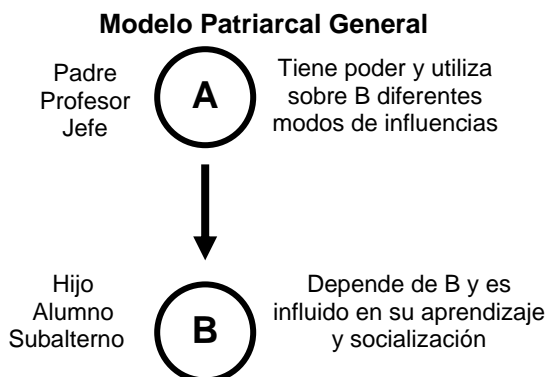 Modelo Patriarcal General
Padre
Profesor
Jefe
A
Tiene poder y utiliza
sobre B diferentes
modos de influencias
Hijo
Alumno
Subalterno
B
Depende de B y es
influido en su aprendizaje
y socialización